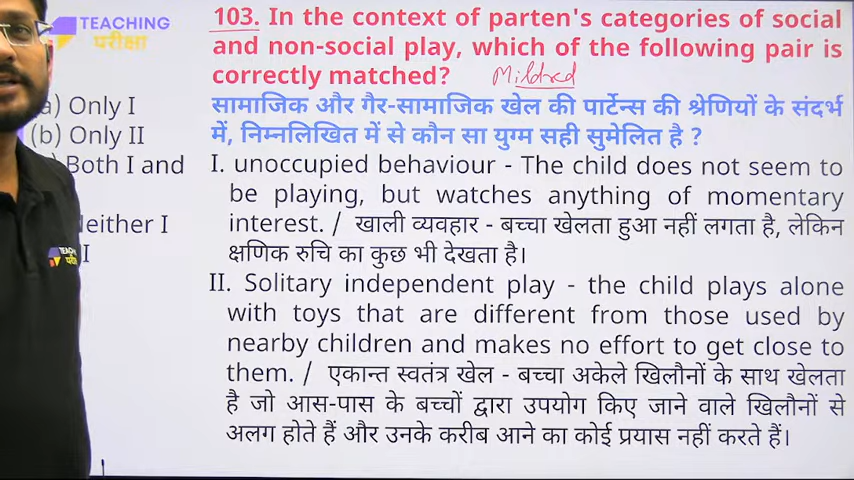 TEACHING
परीक्षा
103. In the context of parten's categories of social
and non-social play, which of the following pair is
correctly matched?
Mildred
सामाजिक और गैर-सामाजिक खेल की पार्टेन्स की श्रेणियों के संदर्भ
में, निम्नलिखित में से कौन सा युग्म सही सुमेलित है ?
a) Only I
(b) Only II
Both I and
Neither I
I
I. unoccupied behaviour - The child does not seem to
be playing, but watches anything of momentary
interest. / खाली व्यवहार - बच्चा खेलता हुआ नहीं लगता है, लेकिन
क्षणिक रुचि का कुछ भी देखता है।
II. Solitary independent play - the child plays alone
with toys that are different from those used by
nearby children and makes no effort to get close to
them. / एकान्त स्वतंत्र खेल - बच्चा अकेले खिलौनों के साथ खेलता
है जो आस-पास के बच्चों द्वारा उपयोग किए जाने वाले खिलौनों से
अलग होते हैं और उनके करीब आने का कोई प्रयास नहीं करते हैं।
TEACHING
परीक्षा